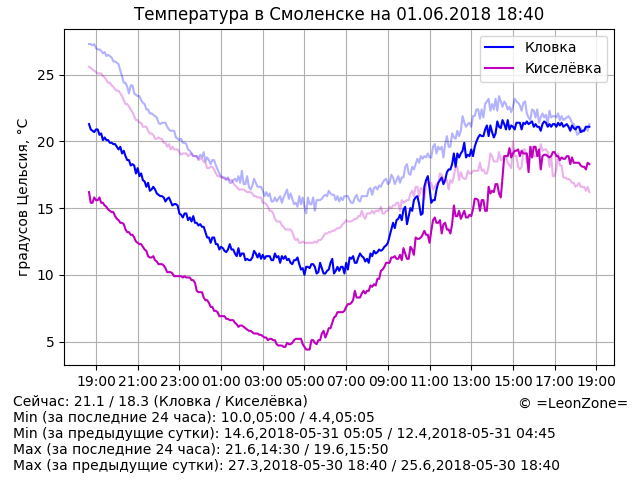 Температура в Смоленске на 01.06.2018 18:40
градусов Цельсия, °C
25
20
15
10
5
Кловка
Киселёвка
19:00 21:00 23:00 01:00 03:00 05:00 07:00 09:00 11:00 13:00 15:00 17:00 19:00
Сейчас: 21.1 / 18.3 (Кловка / Киселёвка)
© =LeonZone=
Min (за последние 24 часа): 10.0,05:00 / 4.4,05:05
Min (за предыдущие сутки): 14.6,2018-05-31 05:05 / 12.4,2018-05-31 04:45
Max (за последние 24 часа): 21.6,14:30 / 19.6,15:50
Max (за предыдущие сутки): 27.3,2018-05-30 18:40 / 25.6,2018-05-30 18:40